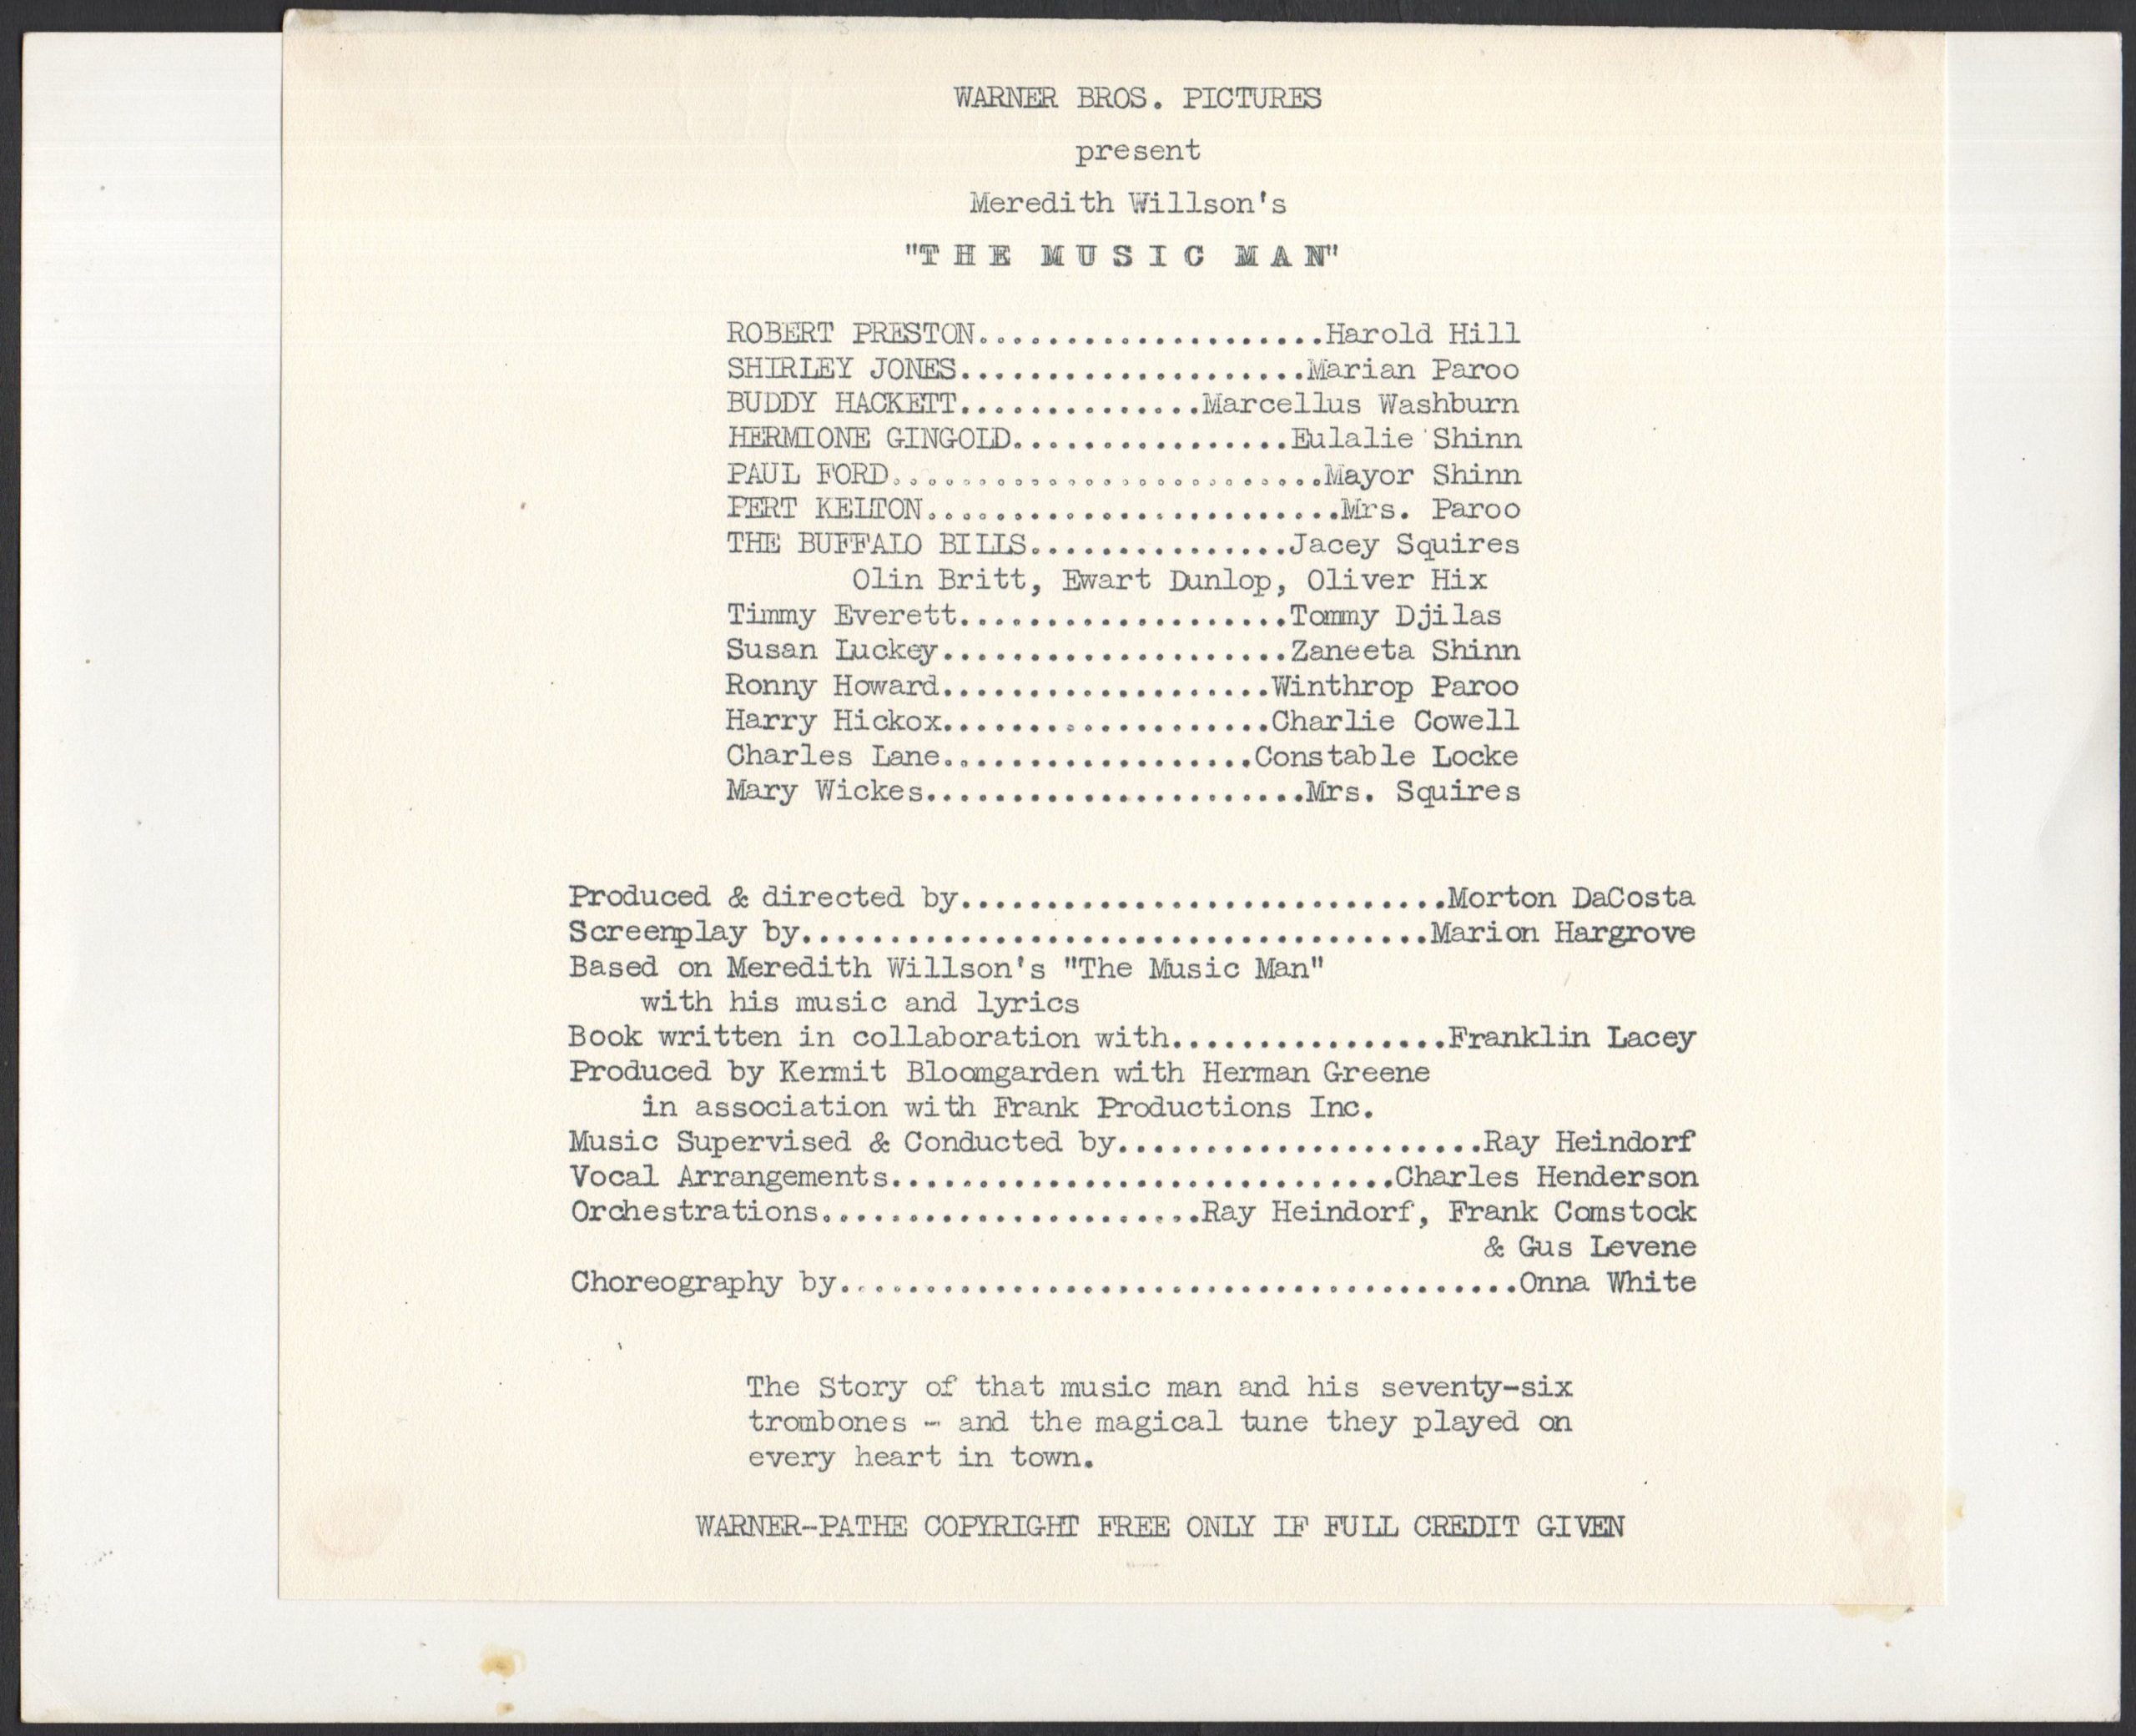 WARNER BROS. PICTURES
present
Meredith Willson's
"T H E  M U S I C  M A N"
ROBERT PRESTON....................Harold Hill
SHIRLEY JONES....................Marian Paroo
BUDDY HACKETT..............Marcellus Washburn
HERMIONE GINGOLD................Eulalie Shinn
PAUL FORD.........................Mayor Shinn
PERT KELTON........................Mrs. Paroo
THE BUFFALO BILLS...............Jacey Squires
Olin Britt, Ewart Dunlop, Oliver Hix
Timmy Everett...................Tommy Djilas
Susan Luckey....................Zaneeta Shinn
Ronny Howard...................Winthrop Paroo
Harry Hickox...................Charlie Cowell
Charles Lane..................Constable Locke
Mary Wickes......................Mrs. Squires
Produced & directed by............................Morton DaCosta
Screenplay by....................................Marion Hargrove
Based on Meredith Willson's "The Music Man"
with his music and lyrics
Book written in collaboration with................Franklin Lacey
Produced by Kermit Bloomgarden with Herman Greene
in association with Frank Productions Inc.
Music Supervised & Conducted by.....................Ray Heindorf
Vocal Arrangements.............................Charles Henderson
Orchestrations......................Ray Heindorf, Frank Comstock
& Gus Levene
Choreography by.......................................Onna White
The Story of that music man and his seventy-six
trombones - and the magical tune they played on
every heart in town.
WARNER-PATHE COPYRIGHT FREE ONLY IF FULL CREDIT GIVEN